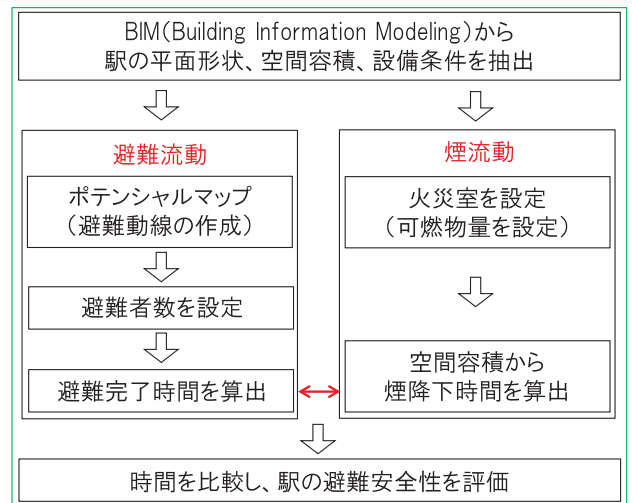 BIM(Building Information Modeling)から
駅の平面形状、空間容積、設備条件を抽出
避難流動
ポテンシャルマップ
(避難動線の作成)
避難者数を設定
避難完了時間を算出
煙流動
火災室を設定
(可燃物量を設定)
空間容積から
煙降下時間を算出
時間を比較し、駅の避難安全性を評価